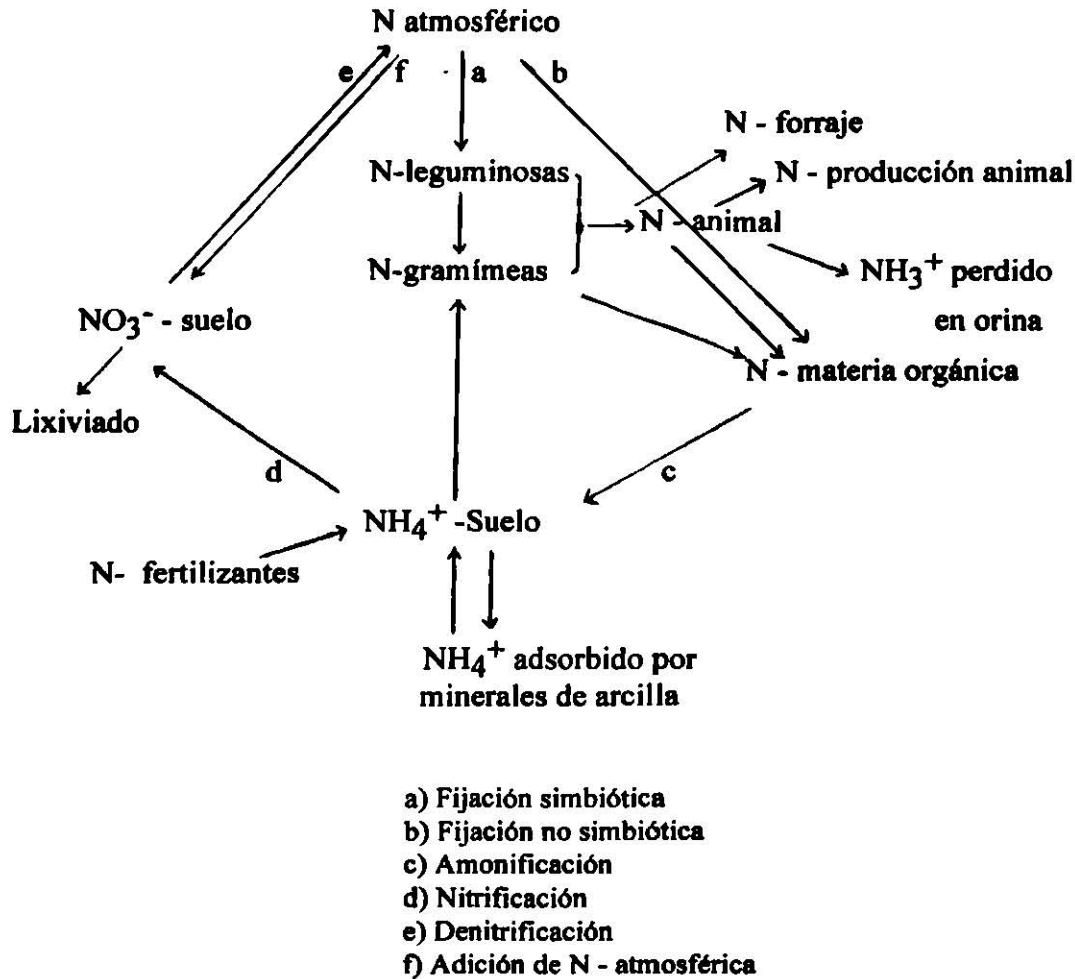 N atmosférico
e f a b
N - forraje
N-leguminosas
N - producción animal
N - animal
N-gramímeas
NH3+ perdido
en orina
NO3- - suelo
N - materia orgánica
Lixiviado
d
c
NH4+ -Suelo
N- fertilizantes
NH4+ adsorbido por
minerales de arcilla
a) Fijación simbiótica
b) Fijación no simbiótica
c) Amonificación
d) Nitrificación
e) Denitrificación
f) Adición de N - atmosférica